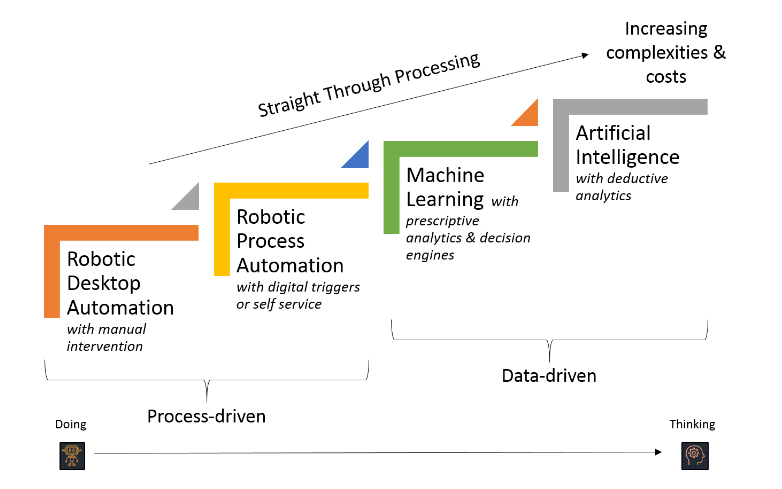 Increasing
complexities &
costs
Straight Through Processing
Artificial
Intelligence
with deductive
analytics
Machine
Learning with
prescriptive
analytics & decision
engines
Robotic
Process
Automation
with digital triggers
or self service
Robotic
Desktop
Automation
with manual
intervention
Data-driven
Process-driven
Doing
Thinking